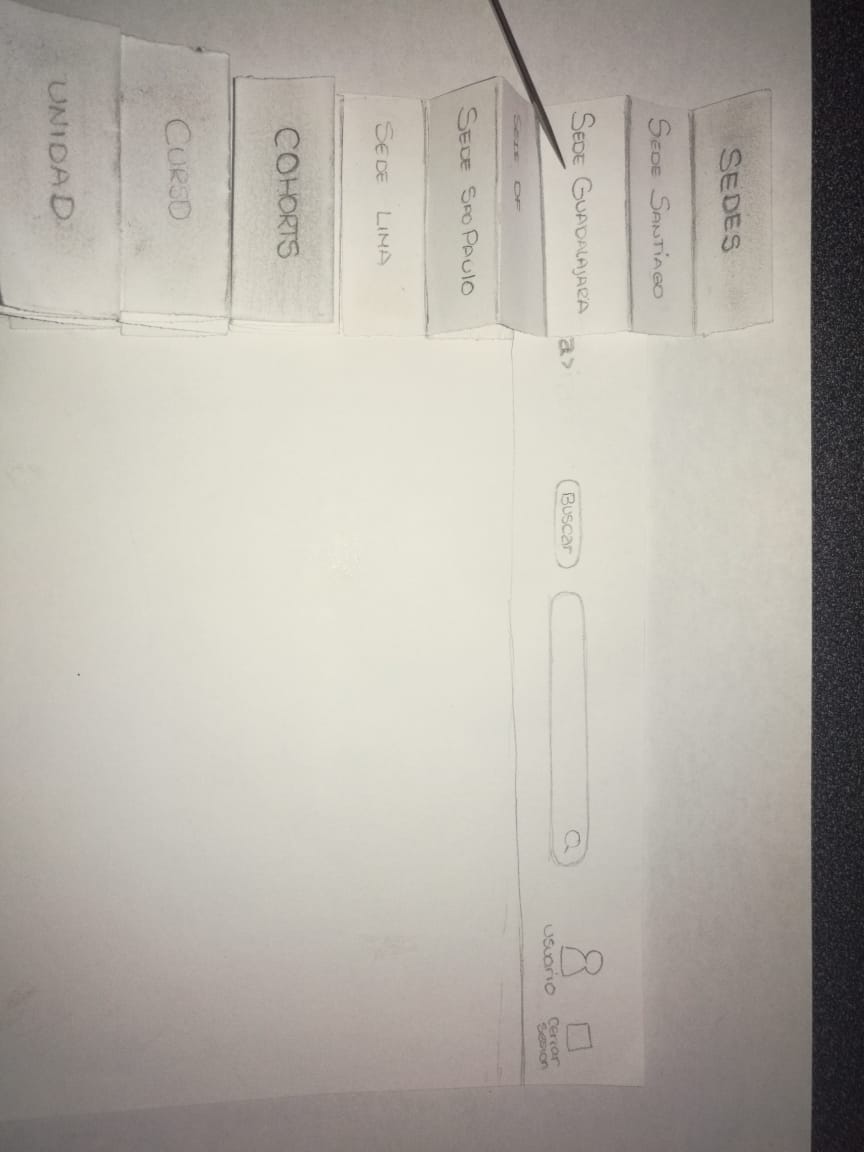 SEDES
SEDE SANTIAGO
SEDE GUADALAJARA
SEDE DF
SEDE SAO PAULO
SEDE LIMA
COHORTS
CURSO
UNIDAD
a>
Buscar
usuario
Cerrar
sesion